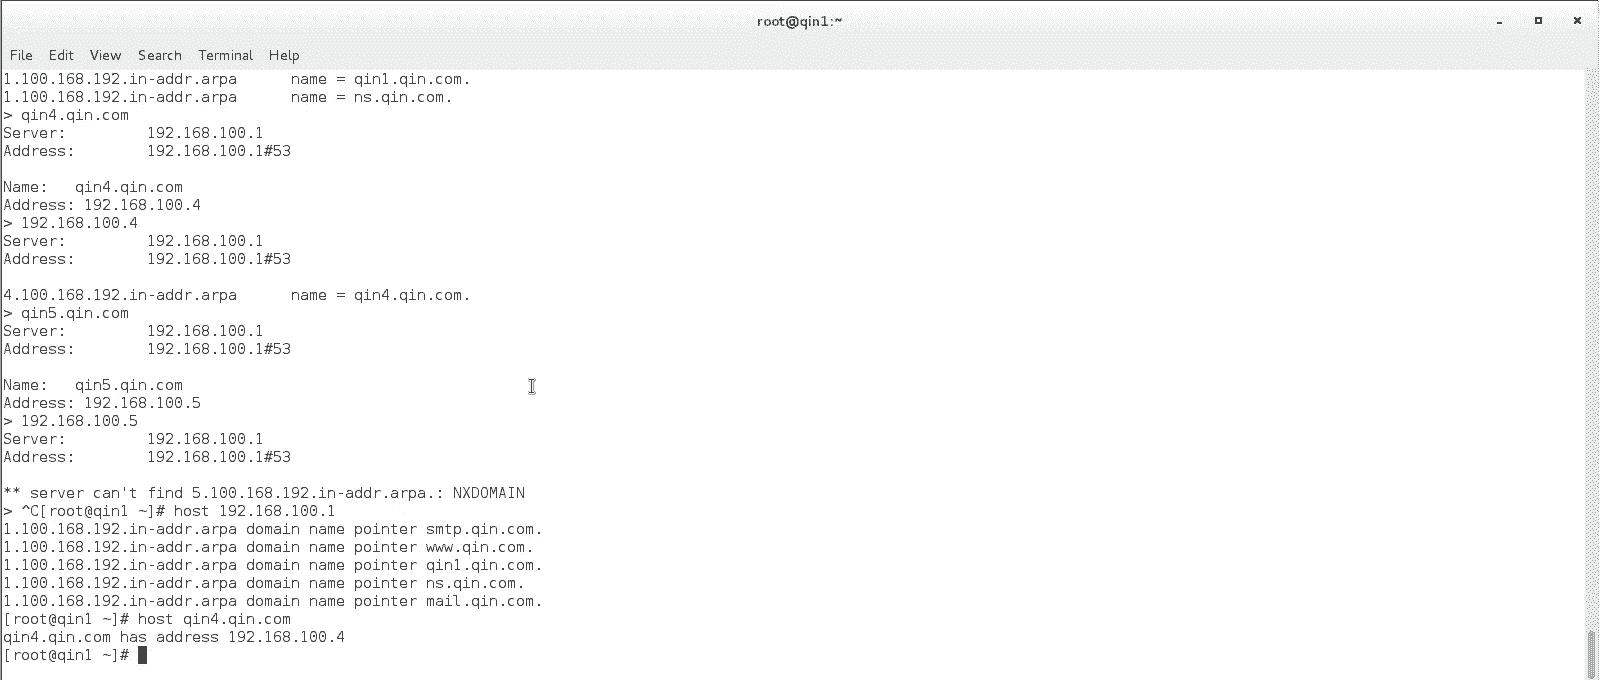 root@qin1:~
File Edit View Search Terminal Help
1.100.168.192.in-addr.arpa      name = qin1.qin.com.
1.100.168.192.in-addr.arpa      name = ns.qin.com.
> qin4.qin.com
Server:         192.168.100.1
Address:        192.168.100.1#53
Name:   qin4.qin.com
Address: 192.168.100.4
> 192.168.100.4
Server:         192.168.100.1
Address:        192.168.100.1#53
4.100.168.192.in-addr.arpa      name = qin4.qin.com.
> qin5.qin.com
Server:         192.168.100.1
Address:        192.168.100.1#53
Name:   qin5.qin.com
Address: 192.168.100.5
> 192.168.100.5
Server:         192.168.100.1
Address:        192.168.100.1#53
** server can't find 5.100.168.192.in-addr.arpa.: NXDOMAIN
> ^C[root@qin1 ~]# host 192.168.100.1
1.100.168.192.in-addr.arpa domain name pointer smtp.qin.com.
1.100.168.192.in-addr.arpa domain name pointer www.qin.com.
1.100.168.192.in-addr.arpa domain name pointer qin1.qin.com.
1.100.168.192.in-addr.arpa domain name pointer ns.qin.com.
1.100.168.192.in-addr.arpa domain name pointer mail.qin.com.
[root@qin1 ~]# host qin4.qin.com
qin4.qin.com has address 192.168.100.4
[root@qin1 ~]#